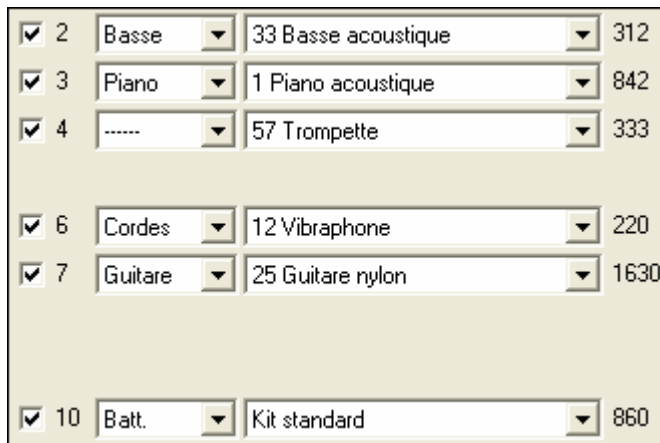 2 Basse 33 Basse acoustique 312
3 Piano 1 Piano acoustique 842
4 ------ 57 Trompette 333
6 Cordes 12 Vibraphone 220
7 Guitare 25 Guitare nylon 1630
10 Batt. Kit standard 860